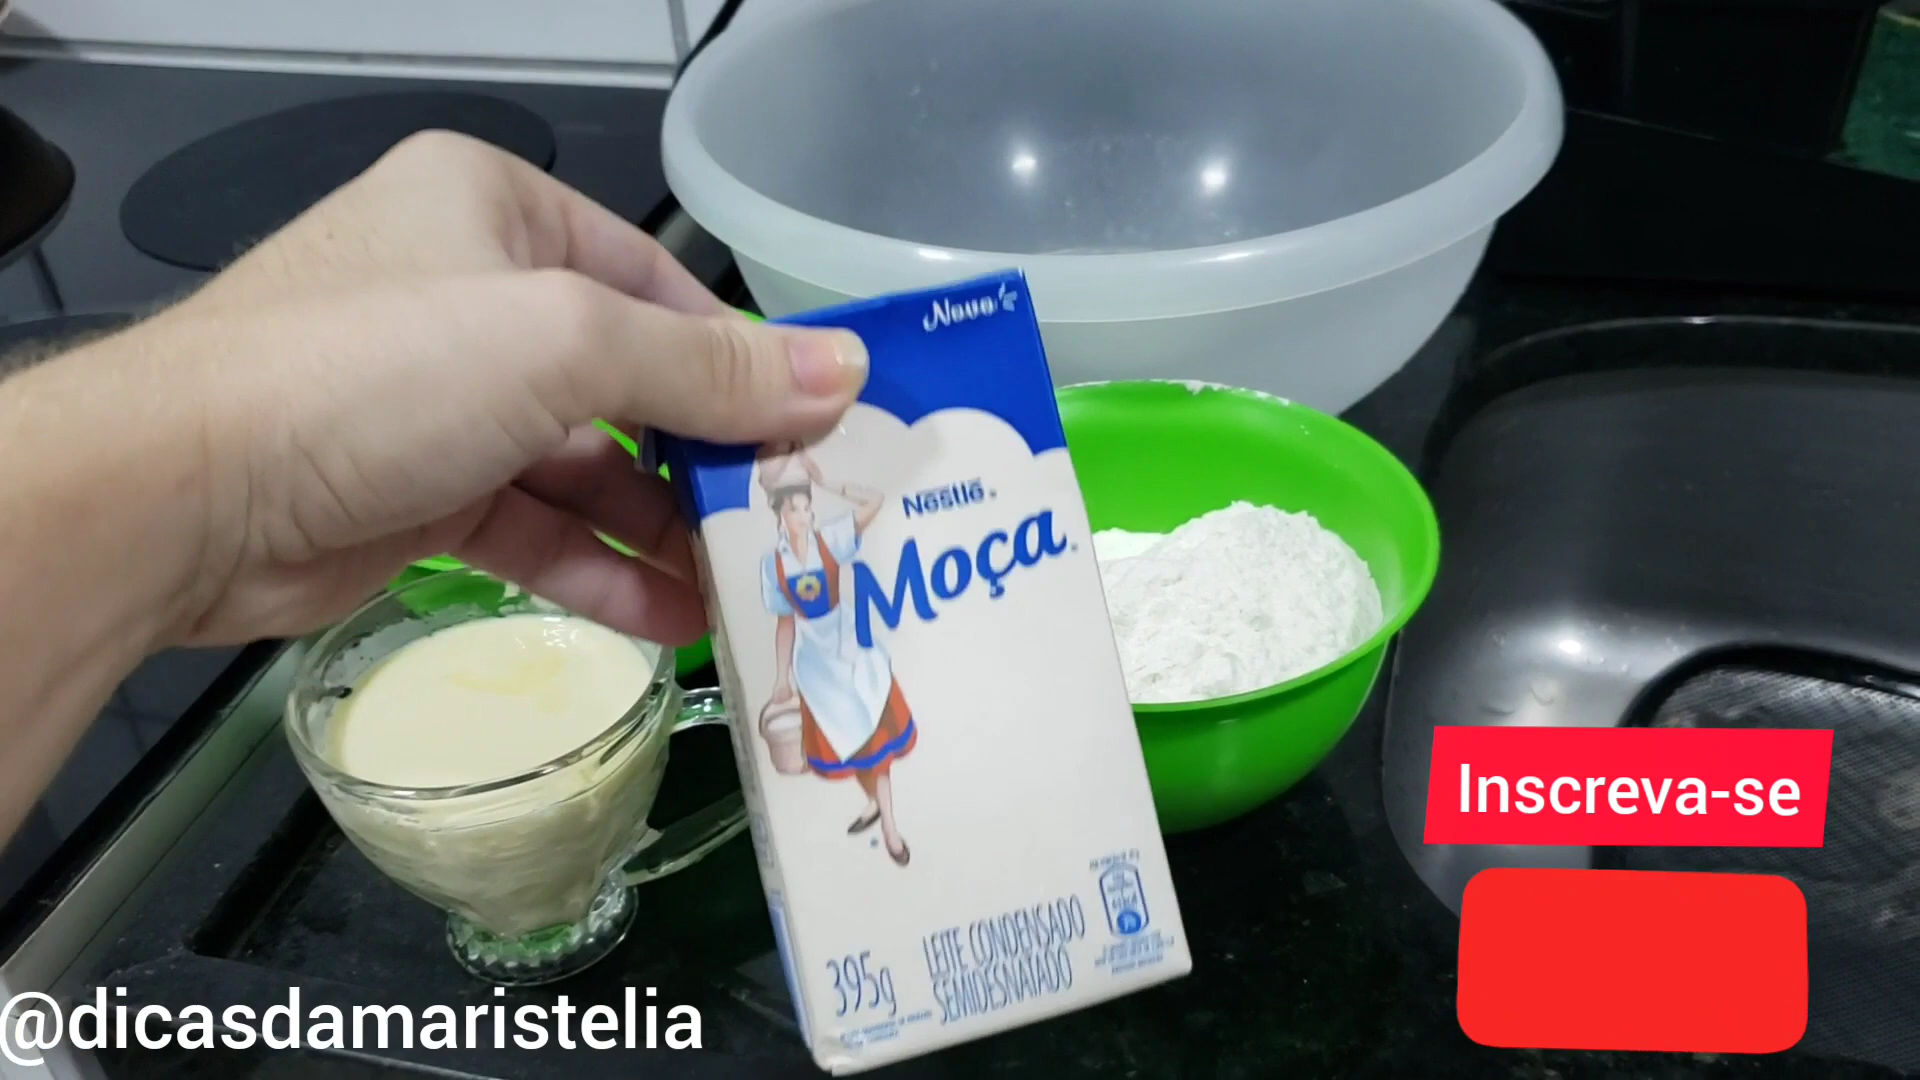 Novo
Nestlé
Moça
Inscreva-se
395g
LEITE CONDENSADO
SEMIDESNATADO
@dicasdamaristelia